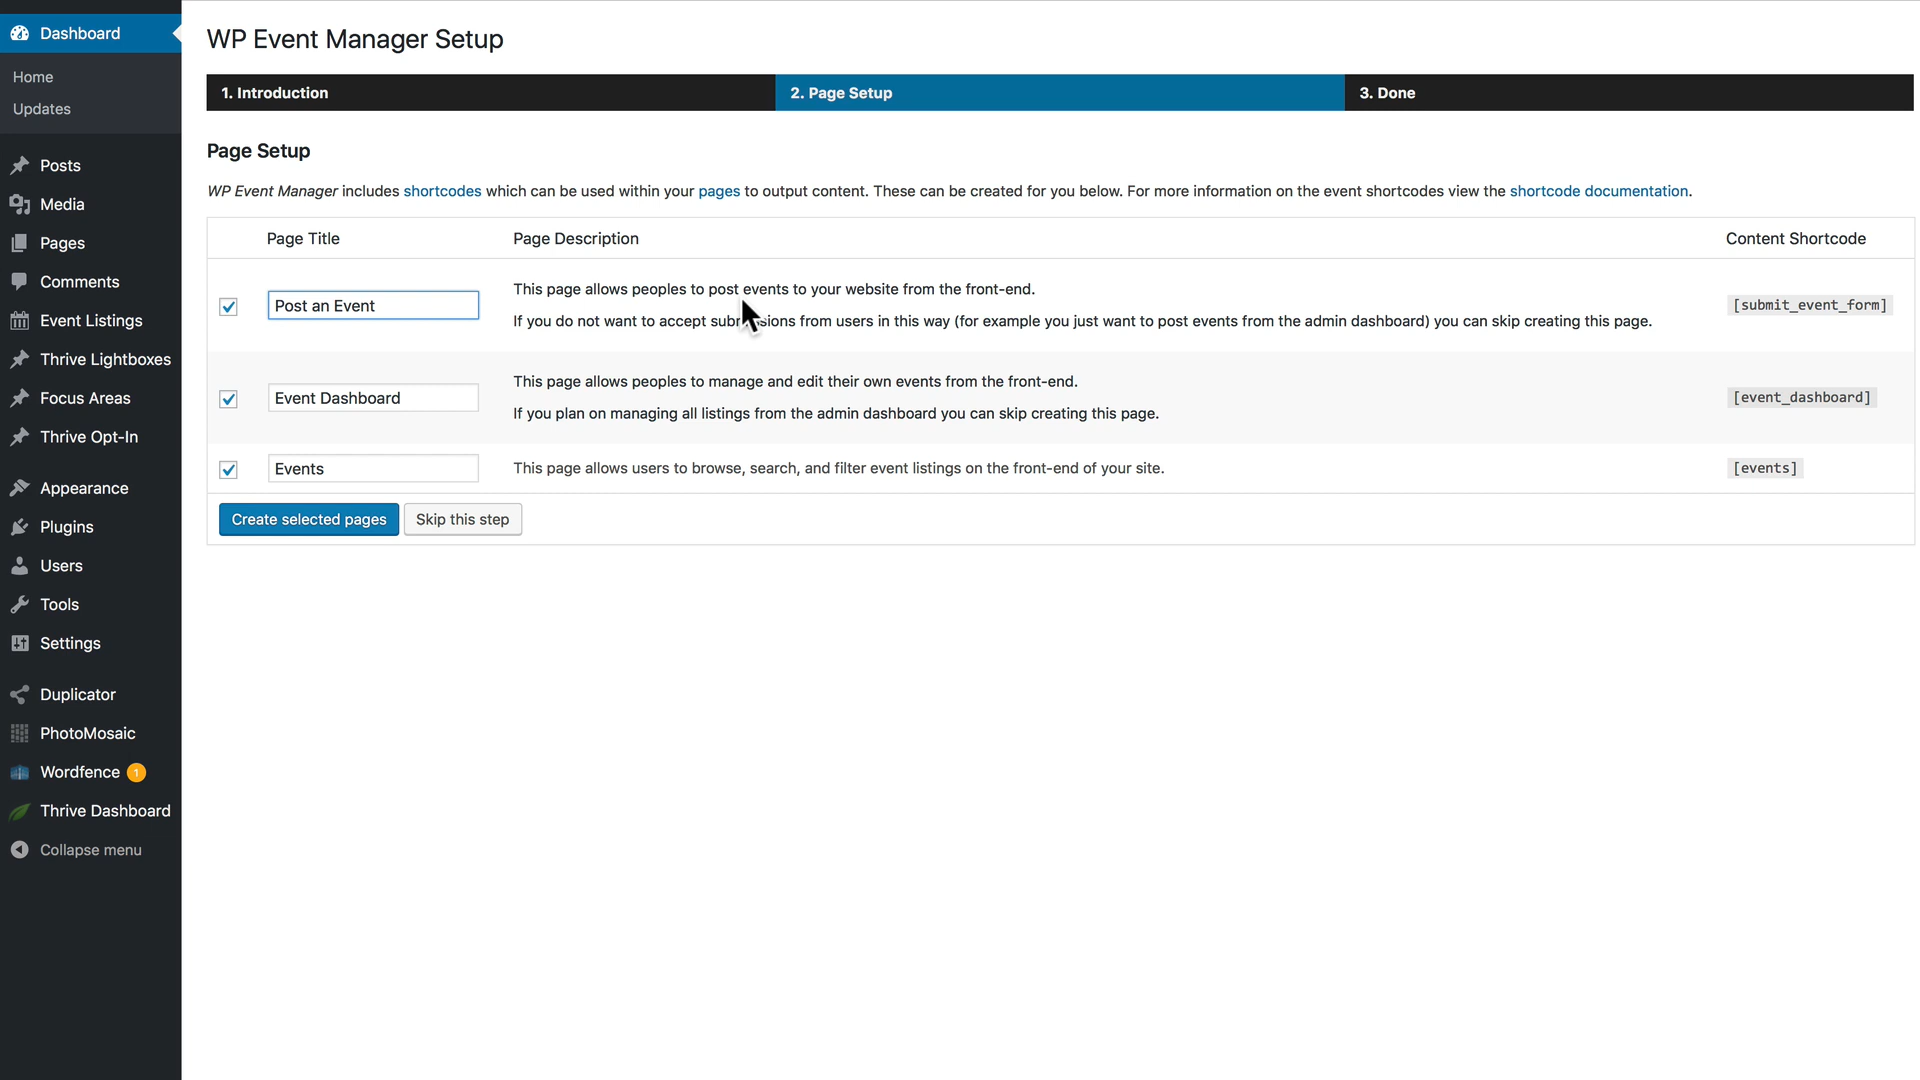 Dashboard
Home
Updates
Posts
Media
Pages
Comments
Event Listings
Thrive Lightboxes
Focus Areas
Thrive Opt-In
Appearance
Plugins
Users
Tools
Settings
Duplicator
PhotoMosaic
Wordfence 1
Thrive Dashboard
Collapse menu
WP Event Manager Setup
1. Introduction
2. Page Setup
3. Done
Page Setup
WP Event Manager includes shortcodes which can be used within your pages to output content. These can be created for you below. For more information on the event shortcodes view the shortcode documentation.
Page Title
Page Description
Content Shortcode
Post an Event
This page allows peoples to post events to your website from the front-end.
If you do not want to accept submissions from users in this way (for example you just want to post events from the admin dashboard) you can skip creating this page.
[submit_event_form]
Event Dashboard
This page allows peoples to manage and edit their own events from the front-end.
If you plan on managing all listings from the admin dashboard you can skip creating this page.
[event_dashboard]
Events
This page allows users to browse, search, and filter event listings on the front-end of your site.
[events]
Create selected pages
Skip this step